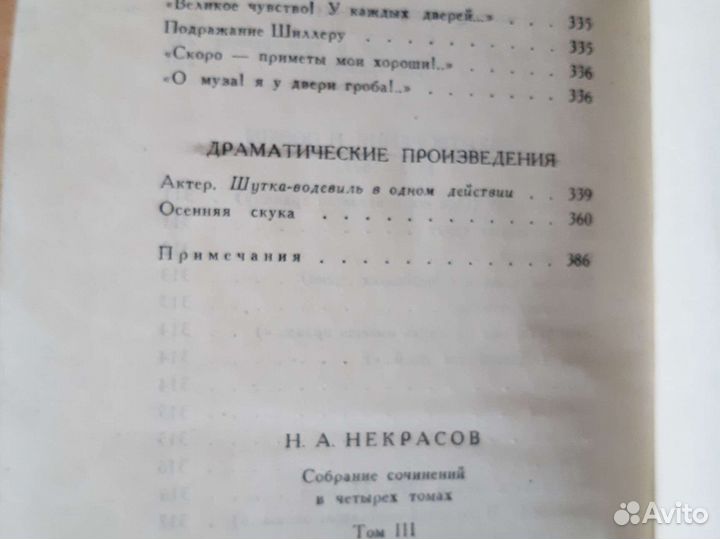 «Великое чувство! У каждых дверей...» . . . 335
Подражание Шиллеру . . . . . . . . . . 335
«Скоро — приметы мои хороши!..» . . . . . 336
«О муза! я у двери гроба!..» . . . . . . . 336
ДРАМАТИЧЕСКИЕ ПРОИЗВЕДЕНИЯ
Актер. Шутка-водевиль в одном действии . . 339
Осенняя скука . . . . . . . . . . . . 360
Примечания . . . . . . . . . . . . 386
Н. А. НЕКРАСОВ
Собрание сочинений
в четырех томах
Том III
Avito